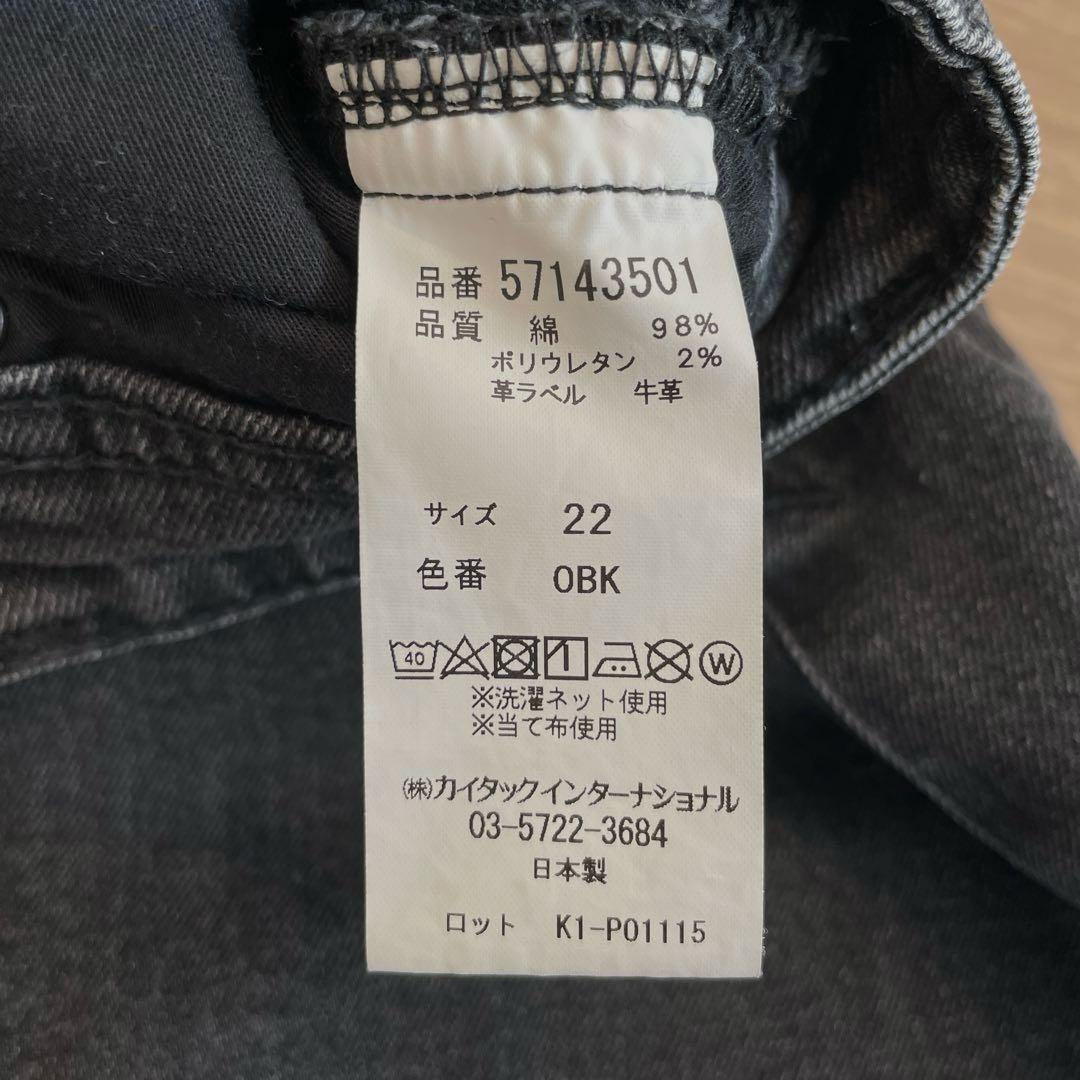 品番 57143501
品質 綿 98%
ポリウレタン 2%
革ラベル 牛革
サイズ 22
色番 OBK
40 W
※洗濯ネット使用
※当て布使用
㈱カイタックインターナショナル
03-5722-3684
日本製
ロット K1-P01115